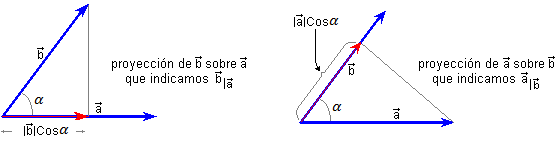 b⃗
α
a⃗
|b⃗|Cosα
proyección de b⃗ sobre a⃗
que indicamos b⃗|a⃗
|a⃗|Cosα
b⃗
α
a⃗
proyección de a⃗ sobre b⃗
que indicamos a⃗|b⃗